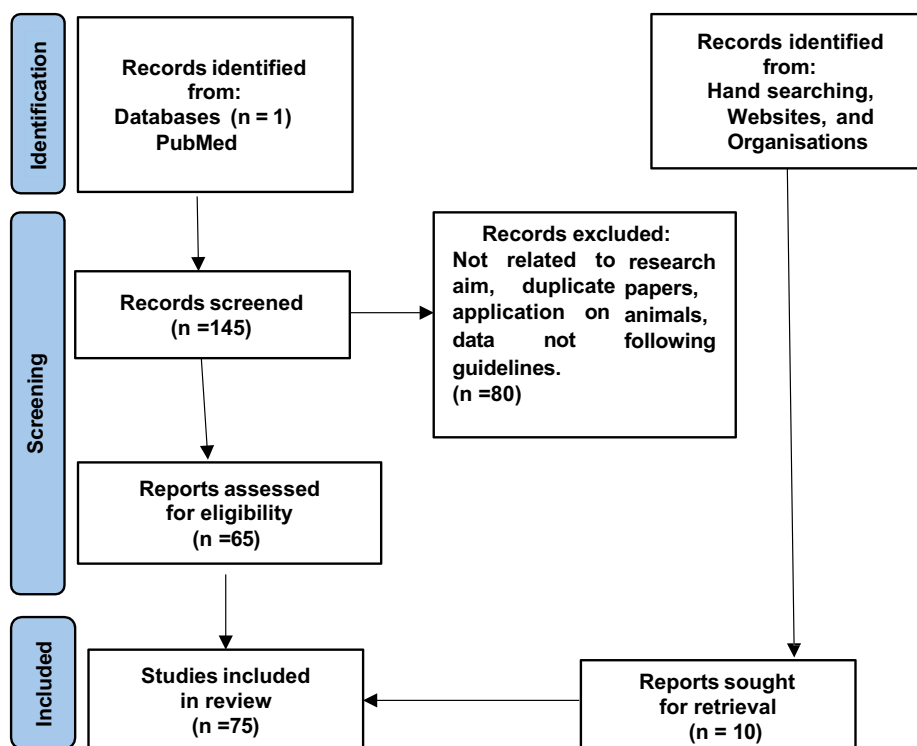 Identification
Records identified
from:
Databases (n = 1)
PubMed
Records identified
from:
Hand searching,
Websites, and
Organisations
Screening
Records screened
(n =145)
Records excluded:
Not related to research
aim, duplicate papers,
application on animals,
data not following
guidelines.
(n =80)
Reports assessed
for eligibility
(n =65)
Included
Studies included
in review
(n =75)
Reports sought
for retrieval
(n = 10)